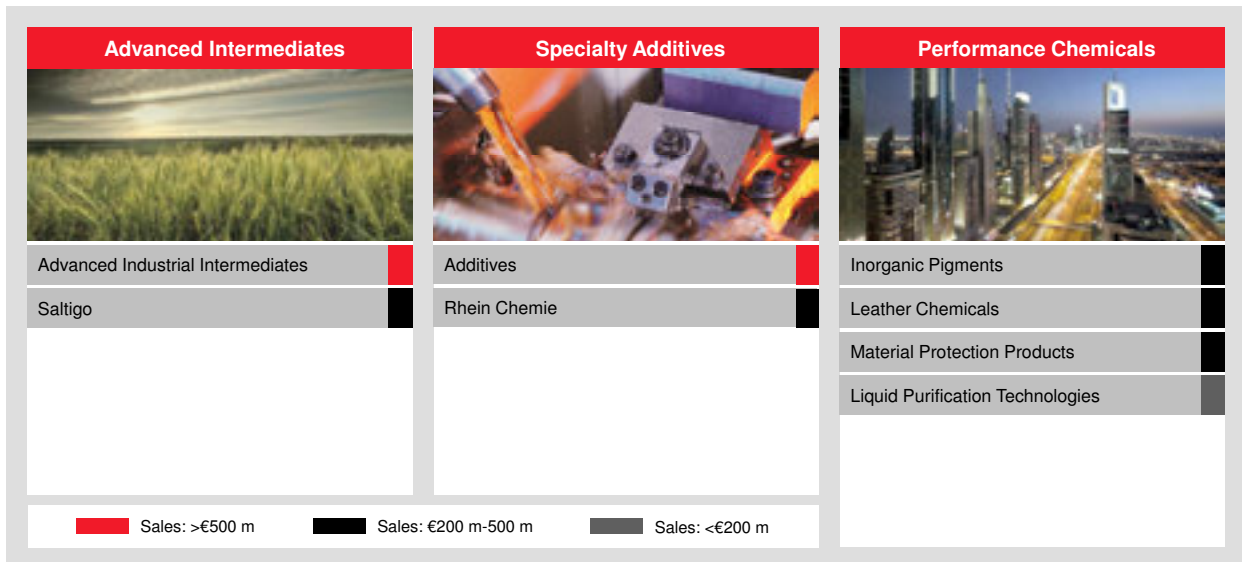 Advanced Intermediates
Advanced Industrial Intermediates
Saltigo
Specialty Additives
Additives
Rhein Chemie
Performance Chemicals
Inorganic Pigments
Leather Chemicals
Material Protection Products
Liquid Purification Technologies
Sales: >€500 m
Sales: €200 m-500 m
Sales: <€200 m